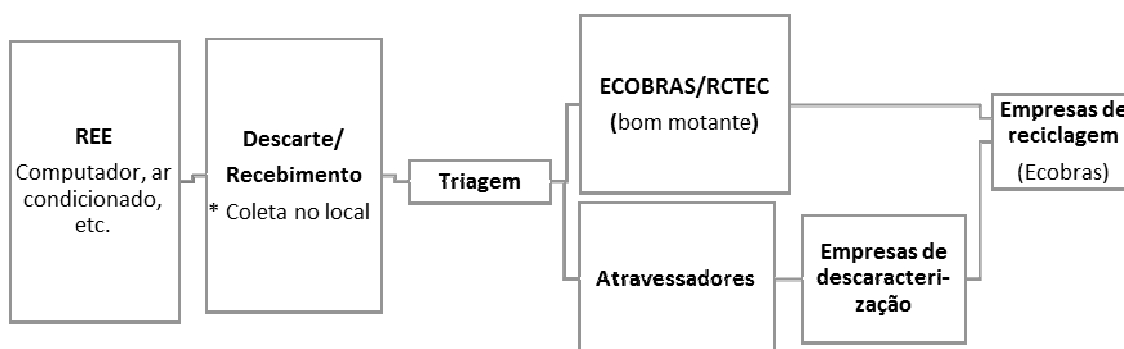 REE
Computador, ar
condicionado,
etc.
Descarte/
Recebimento
* Coleta no local
Triagem
ECOBRAS/RCTEC
(bom motante)
Atravessadores
Empresas de
descaracteri-
zação
Empresas de
reciclagem
(Ecobras)